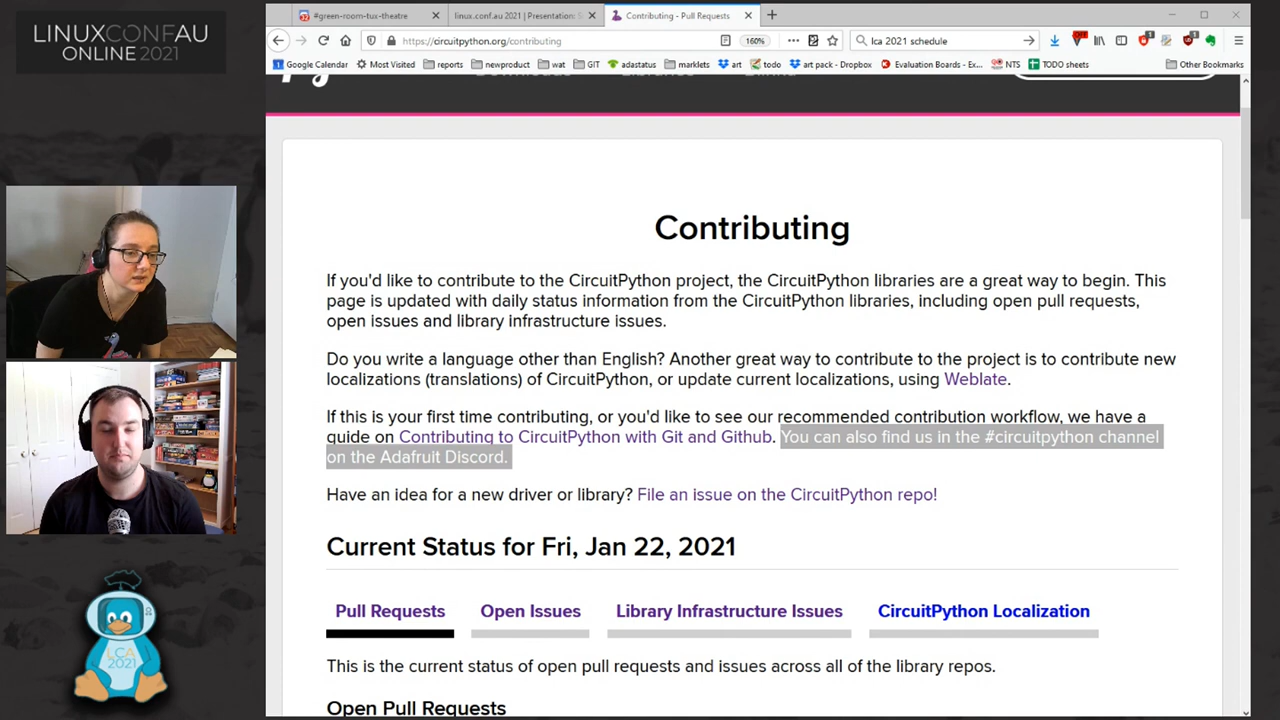 LINUXCONFAU
ONLINE 2021
#green-room-tux-theatre
linux.conf.au 2021 | Presentation: S
Contributing - Pull Requests
https://circuitpython.org/contributing
160%
lca 2021 schedule
Google Calendar
Most Visited
reports
newproduct
wat
GIT
adastatus
marklets
art
todo
art pack - Dropbox
Evaluation Boards - Ex...
NTS
TODO sheets
Other Bookmarks
Contributing
If you'd like to contribute to the CircuitPython project, the CircuitPython libraries are a great way to begin. This
page is updated with daily status information from the CircuitPython libraries, including open pull requests,
open issues and library infrastructure issues.
Do you write a language other than English? Another great way to contribute to the project is to contribute new
localizations (translations) of CircuitPython, or update current localizations, using Weblate.
If this is your first time contributing, or you'd like to see our recommended contribution workflow, we have a
guide on Contributing to CircuitPython with Git and Github. You can also find us in the #circuitpython channel
on the Adafruit Discord.
Have an idea for a new driver or library? File an issue on the CircuitPython repo!
Current Status for Fri, Jan 22, 2021
Pull Requests
Open Issues
Library Infrastructure Issues
CircuitPython Localization
This is the current status of open pull requests and issues across all of the library repos.
Open Pull Requests
LCA
2021